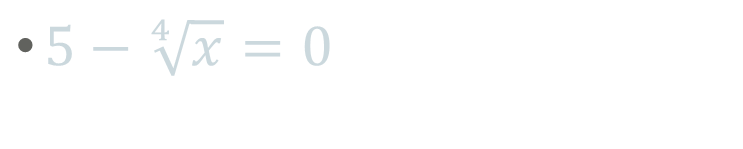 • 5 − ∜x = 0